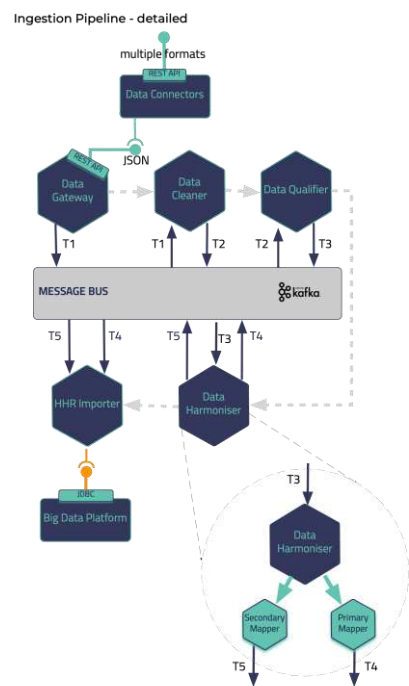 Ingestion Pipeline - detailed
multiple formats
REST API
Data Connectors
REST API
JSON
Data
Gateway
Data
Cleaner
Data Qualifier
T1
T1
T2
T2
T3
MESSAGE BUS
kafka
T5
T4
T5
T3
T4
HHR Importer
Data
Harmoniser
JDBC
Big Data Platform
T3
Data
Harmoniser
Secondary
Mapper
Primary
Mapper
T5
T4